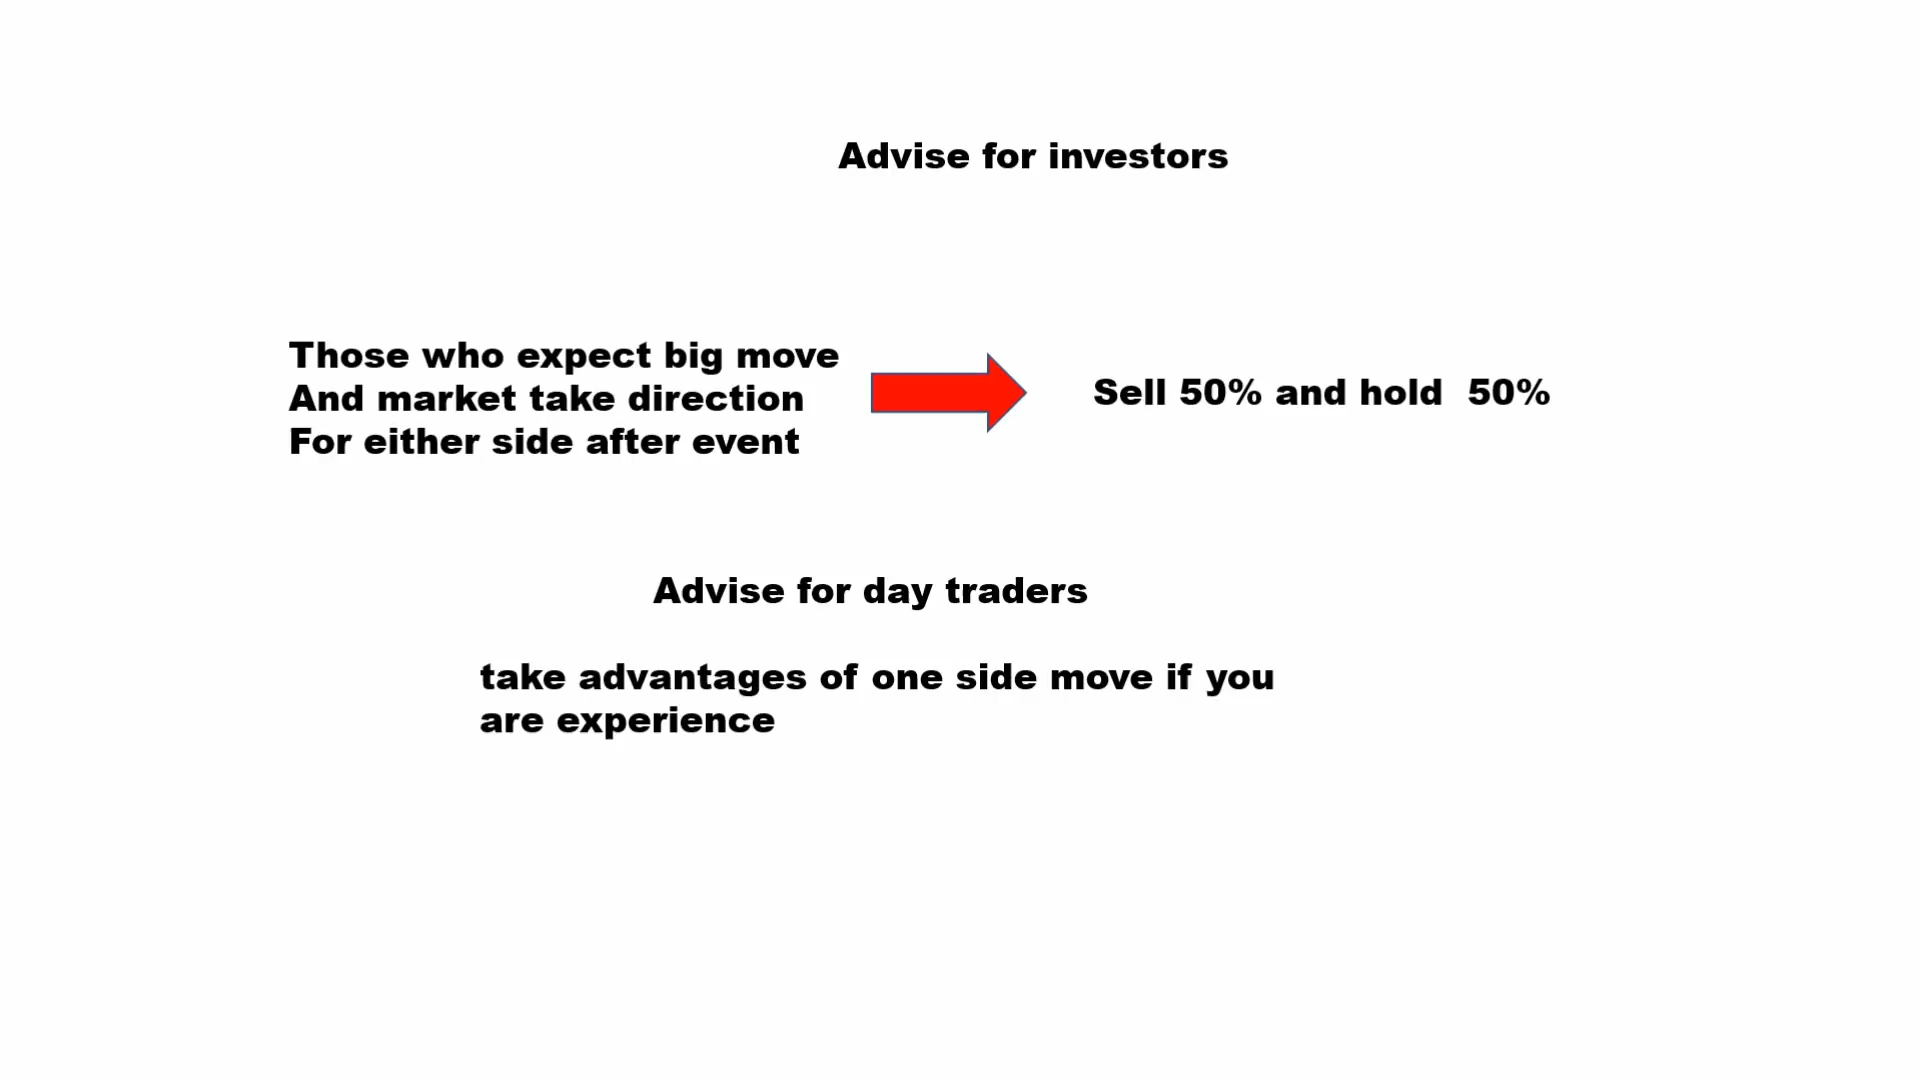 Advise for investors
Those who expect big move
And market take direction
For either side after event
Sell 50% and hold  50%
Advise for day traders
take advantages of one side move if you
are experience